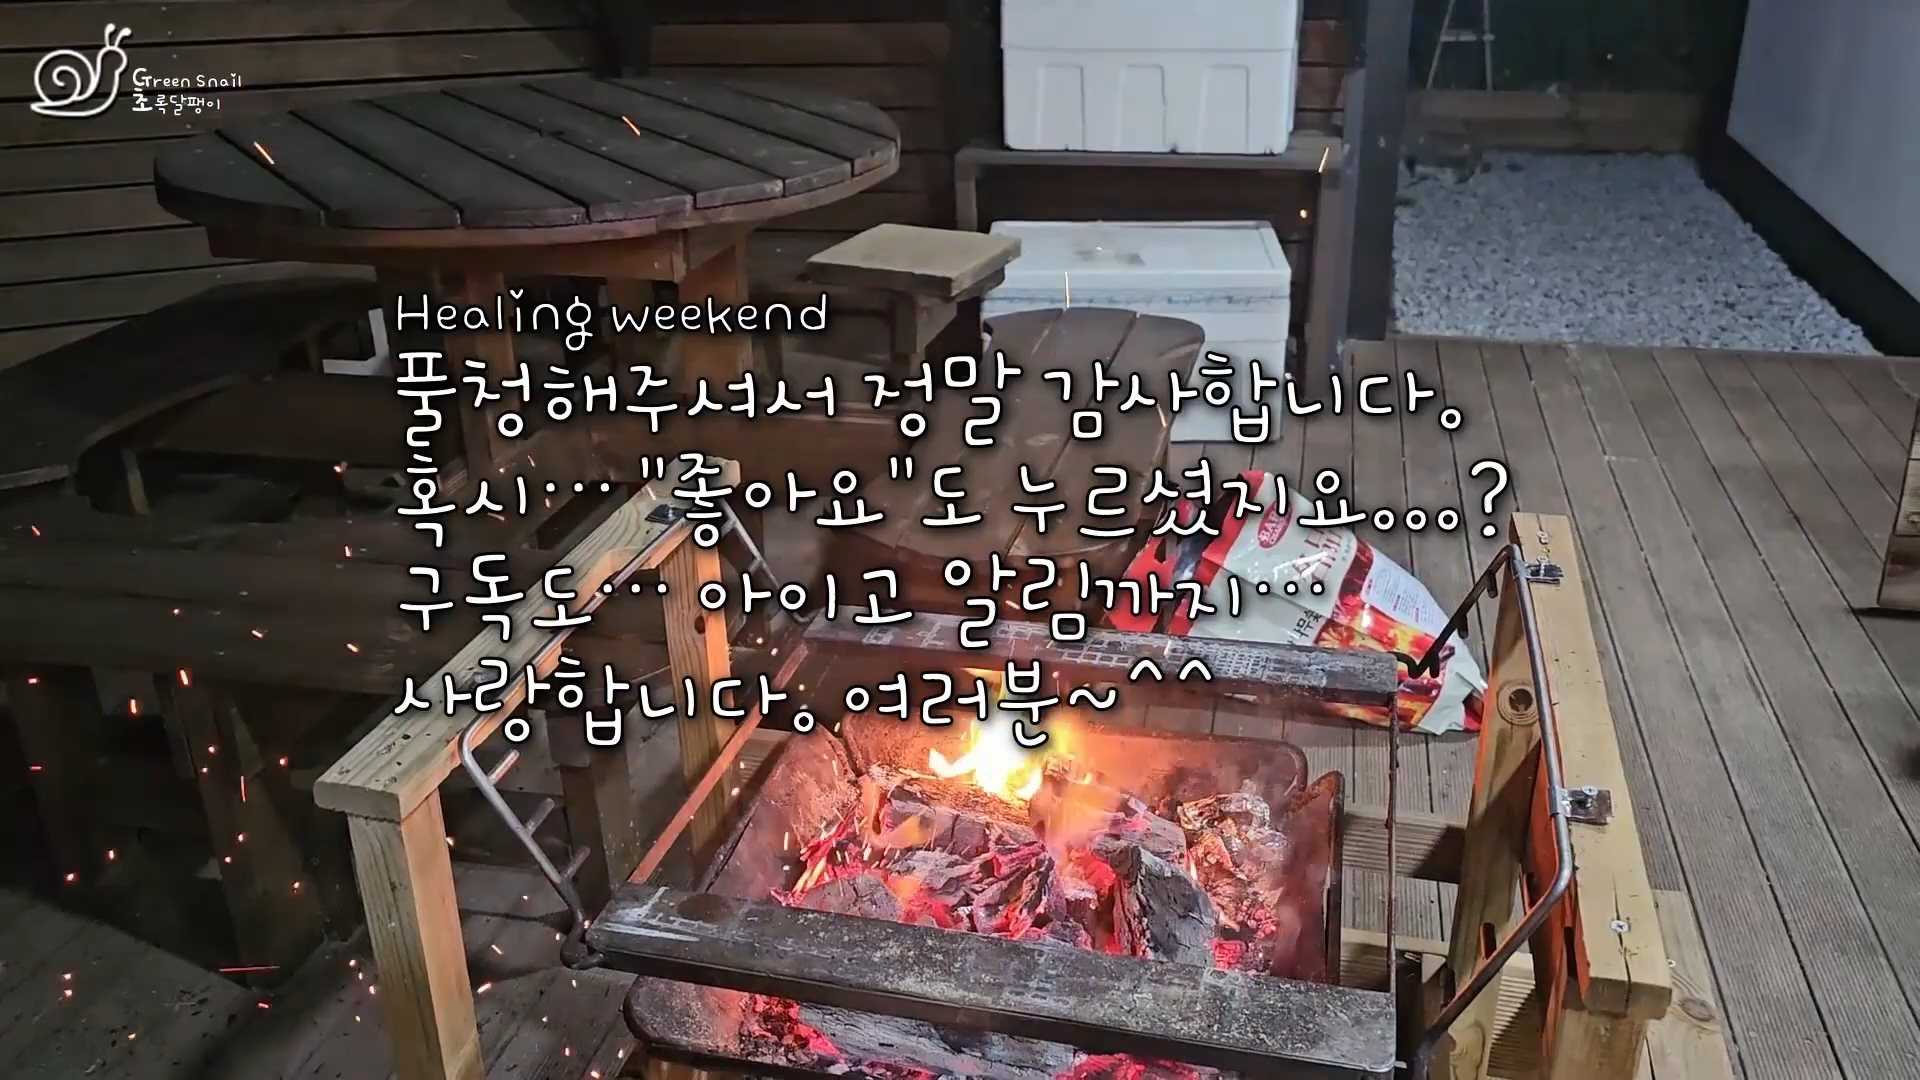 Green Snail
초록달팽이
Healing weekend
풀청해주셔서 정말 감사합니다.
혹시… "좋아요"도 누르셨지요...?
구독도… 아이고 알림까지…
사랑합니다. 여러분~^^